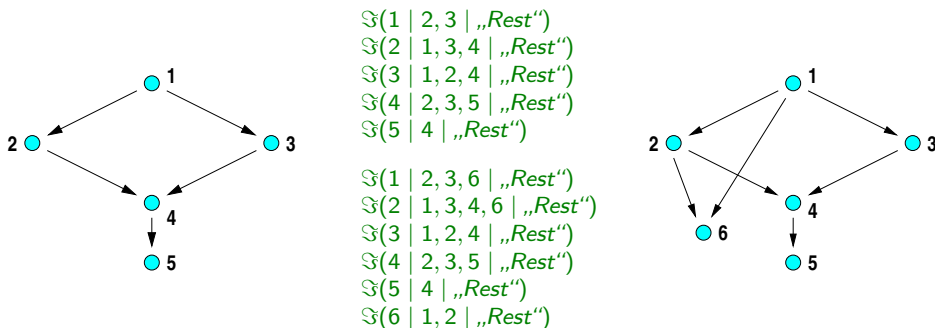 1
2
3
4
5
ℑ(1 | 2, 3 | „Rest“)
ℑ(2 | 1, 3, 4 | „Rest“)
ℑ(3 | 1, 2, 4 | „Rest“)
ℑ(4 | 2, 3, 5 | „Rest“)
ℑ(5 | 4 | „Rest“)
ℑ(1 | 2, 3, 6 | „Rest“)
ℑ(2 | 1, 3, 4, 6 | „Rest“)
ℑ(3 | 1, 2, 4 | „Rest“)
ℑ(4 | 2, 3, 5 | „Rest“)
ℑ(5 | 4 | „Rest“)
ℑ(6 | 1, 2 | „Rest“)
1
2
3
4
6
5